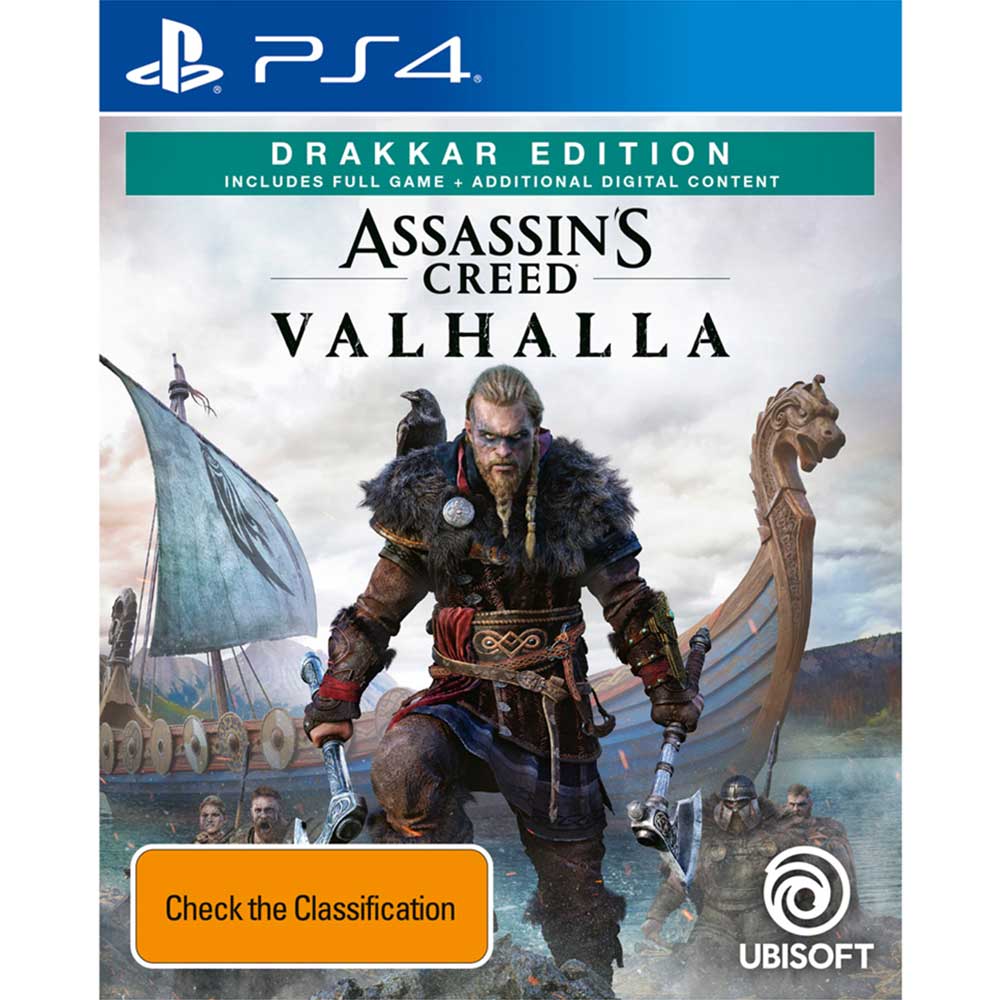 PS4
DRAKKAR EDITION
INCLUDES FULL GAME + ADDITIONAL DIGITAL CONTENT
ASSASSIN'S
CREED
VALHALLA
Check the Classification
UBISOFT